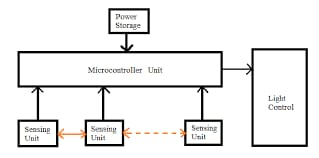 Power
Storage
Microcontroller Unit
Light
Control
Sensing
Unit
Sensing
Unit
Sensing
Unit